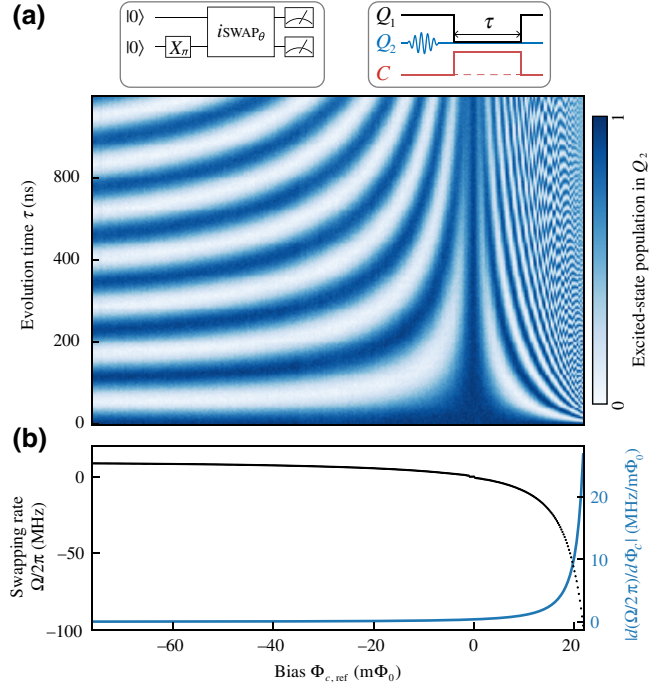 (a)
|0⟩
|0⟩
X_π
iSWAP_θ
Q_1
Q_2
C
τ
Evolution time τ (ns)
800
600
400
200
0
1
0
Excited-state population in Q_2
(b)
Swapping rate
Ω/2π (MHz)
0
−50
−100
20
10
0
|d(Ω/2π)/dΦ_c| (MHz/mΦ_0)
−60
−40
−20
0
20
Bias Φ_{c, ref} (mΦ_0)